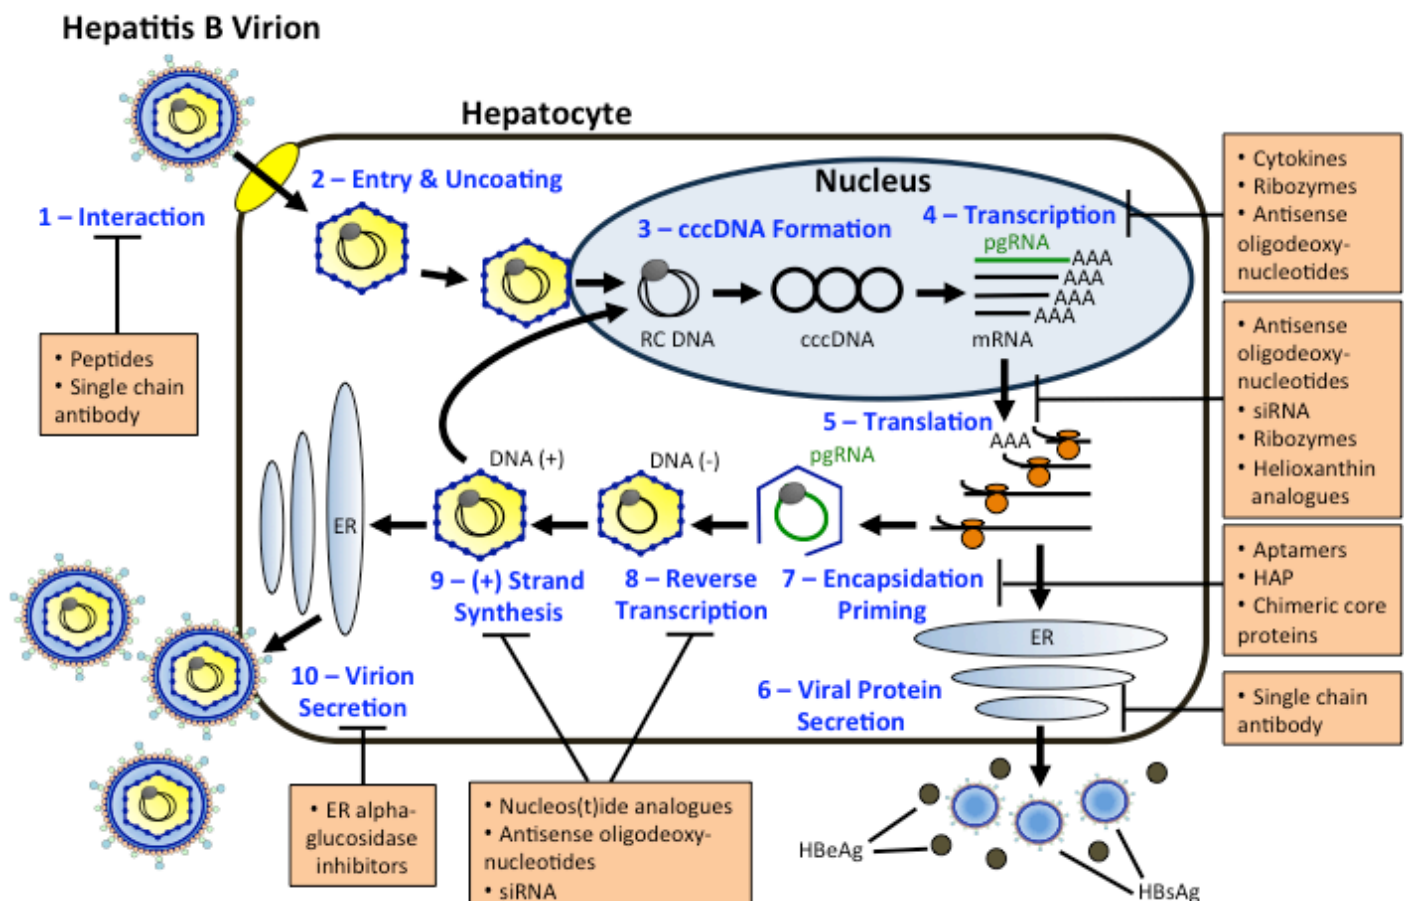 Hepatitis B Virion
Hepatocyte
1 – Interaction
• Peptides
• Single chain
antibody
2 – Entry & Uncoating
Nucleus
3 – cccDNA Formation
RC DNA
cccDNA
4 – Transcription
pgRNA
AAA
AAA
AAA
AAA
mRNA
• Cytokines
• Ribozymes
• Antisense
oligodeoxy-
nucleotides
5 – Translation
AAA
• Antisense
oligodeoxy-
nucleotides
• siRNA
• Ribozymes
• Helioxanthin
analogues
DNA (+)
DNA (-)
pgRNA
ER
9 – (+) Strand
Synthesis
8 – Reverse
Transcription
7 – Encapsidation
Priming
• Aptamers
• HAP
• Chimeric core
proteins
ER
6 – Viral Protein
Secretion
• Single chain
antibody
10 – Virion
Secretion
• ER alpha-
glucosidase
inhibitors
• Nucleos(t)ide analogues
• Antisense oligodeoxy-
nucleotides
• siRNA
HBeAg
HBsAg